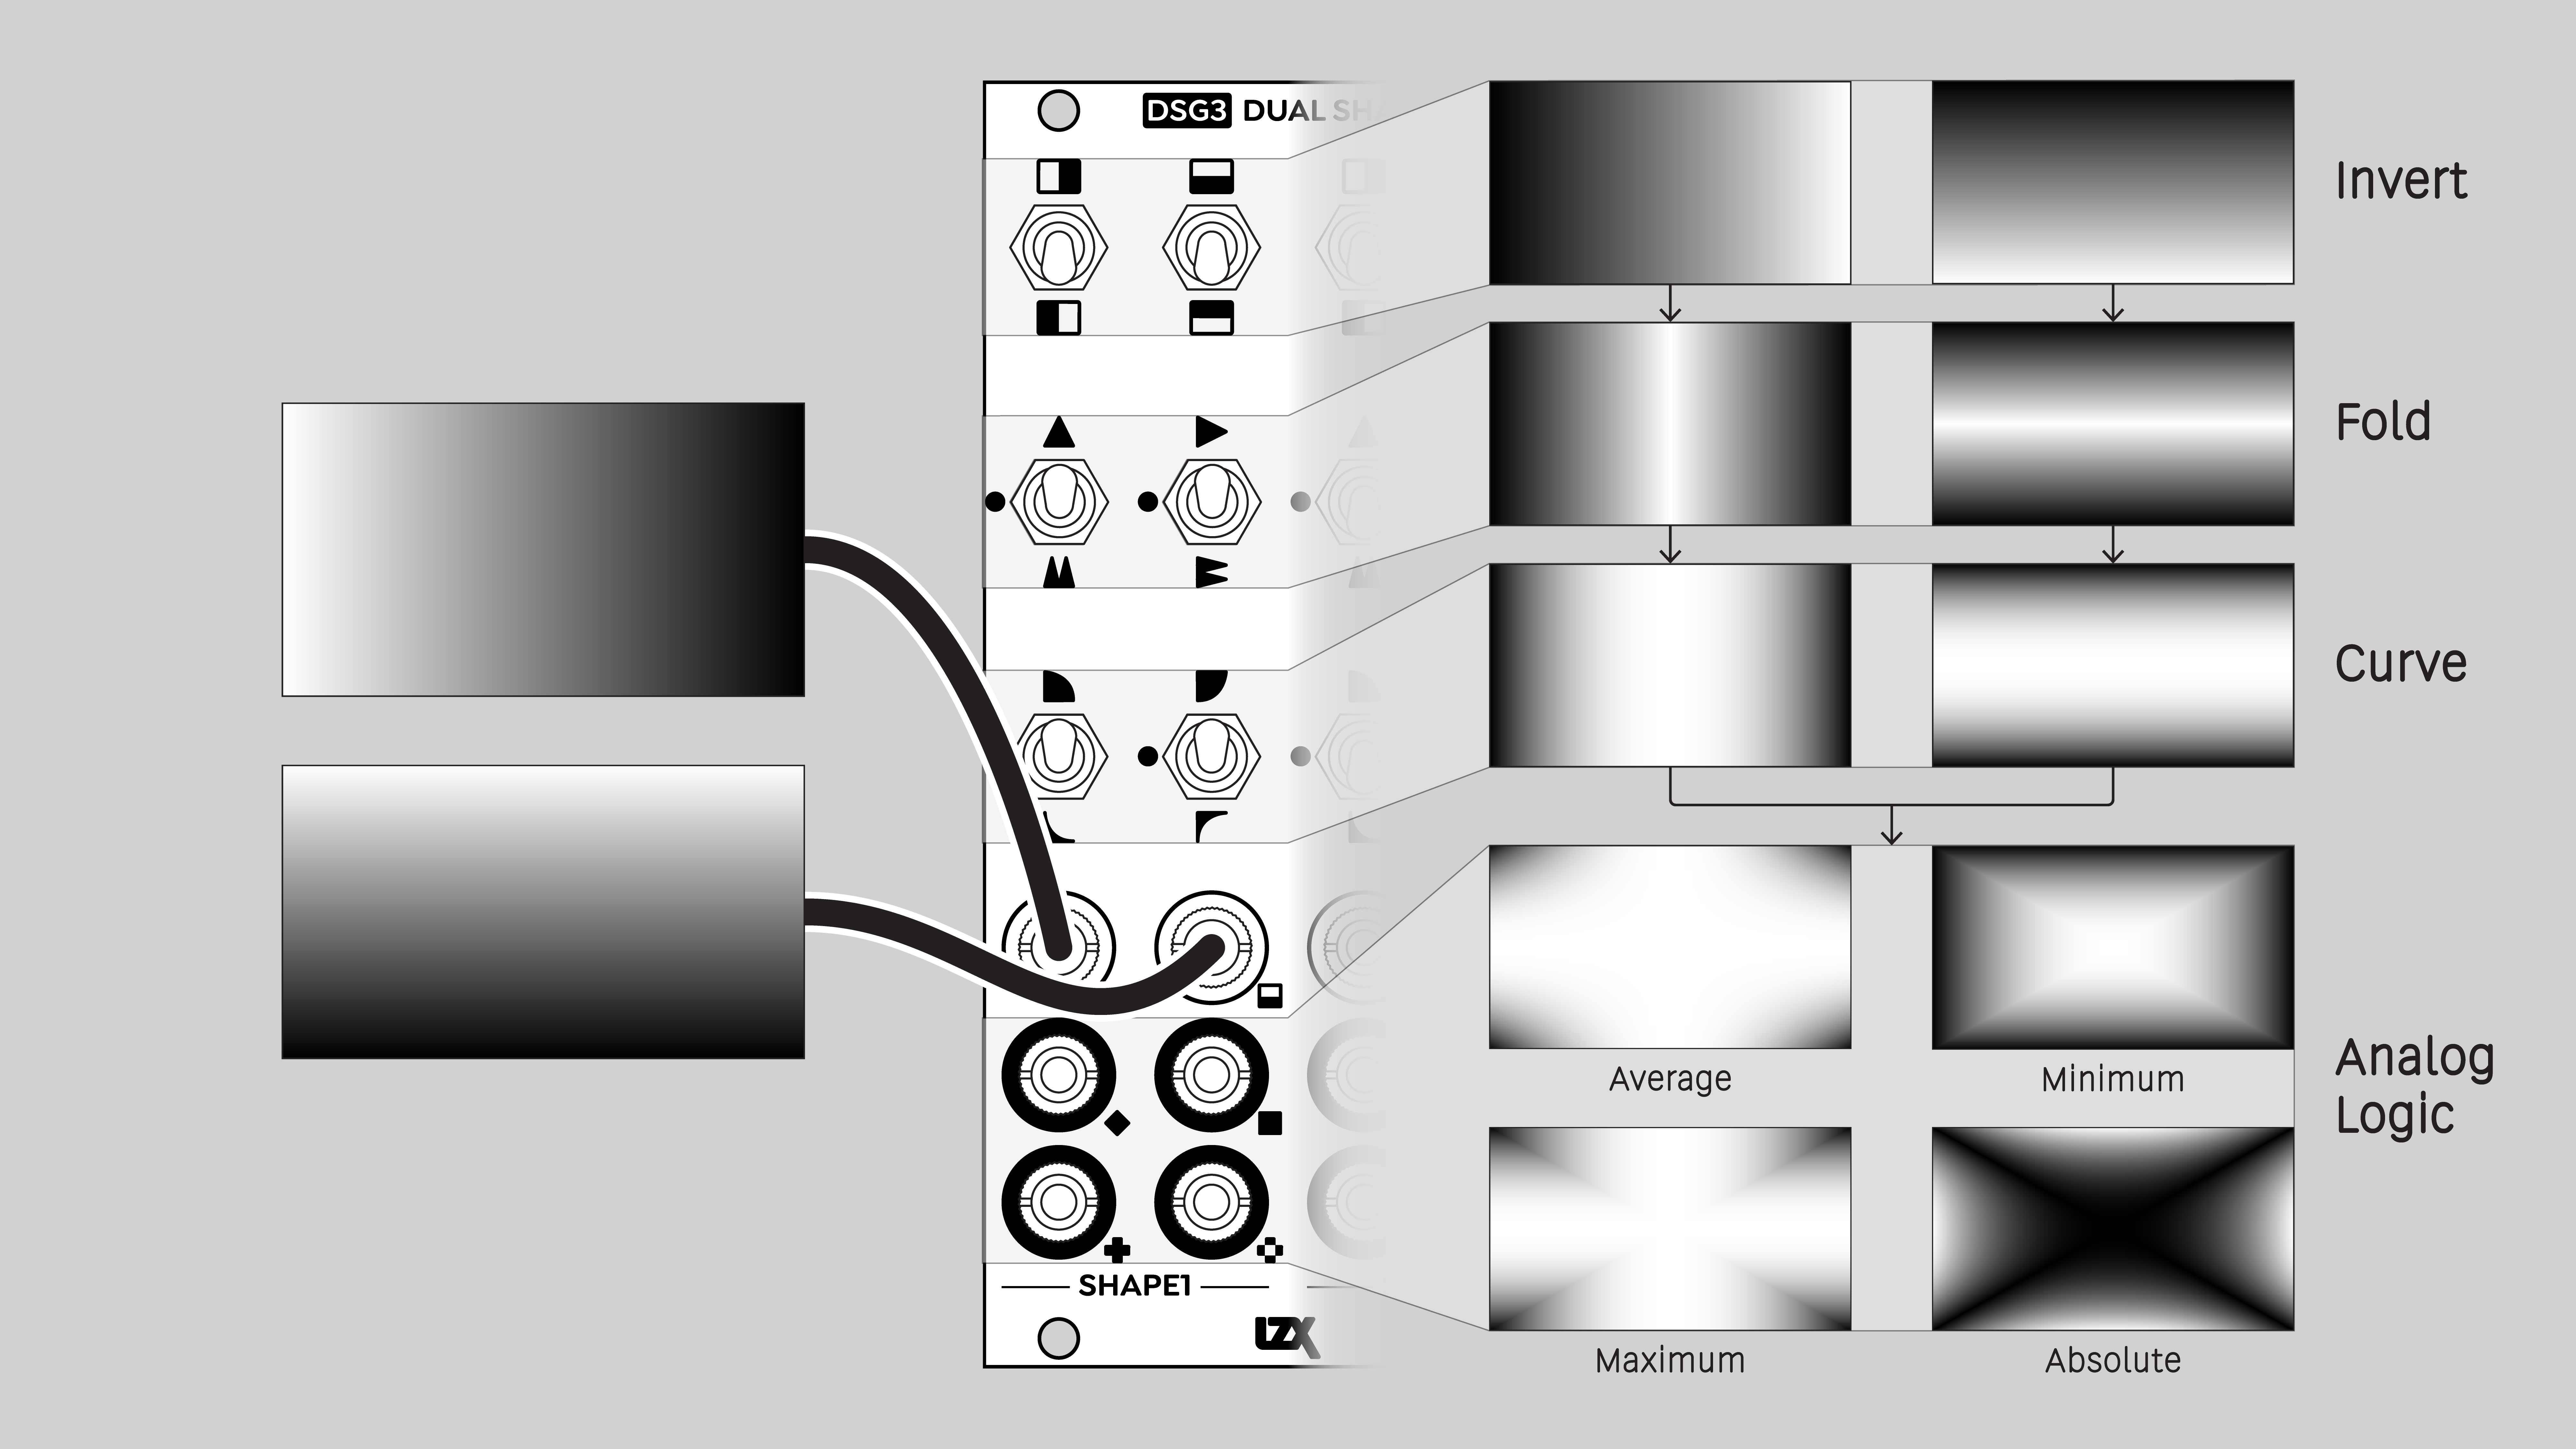 DSG3 DUAL SH
Invert
Fold
Curve
Average
Minimum
Analog
Logic
Maximum
Absolute
SHAPE1
LZX